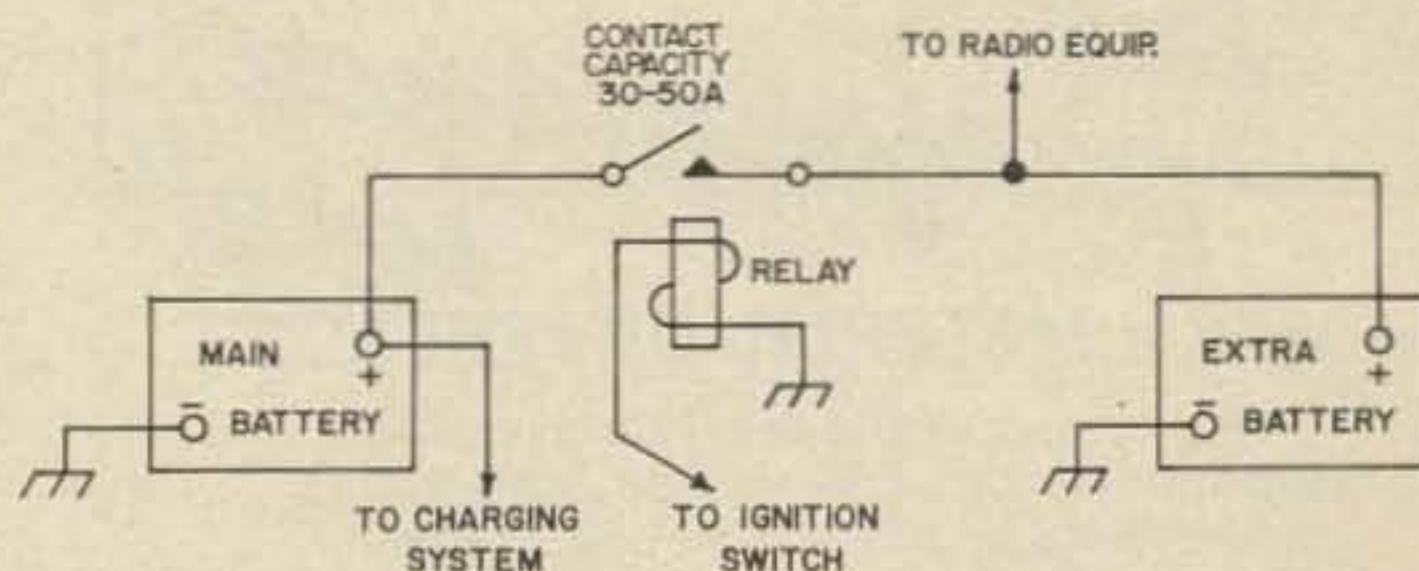 CONTACT
CAPACITY
30-50A
TO RADIO EQUIP.
RELAY
MAIN
+
− BATTERY
EXTRA
+
− BATTERY
TO CHARGING
SYSTEM
TO IGNITION
SWITCH